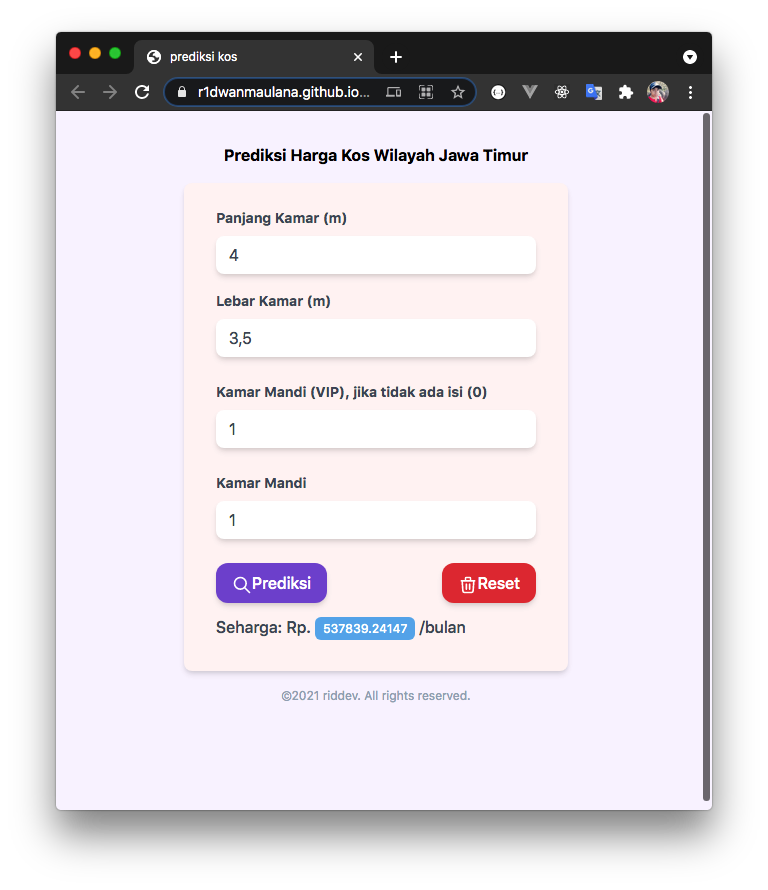 prediksi kos
r1dwanmaulana.github.io...
Prediksi Harga Kos Wilayah Jawa Timur
Panjang Kamar (m)
4
Lebar Kamar (m)
3,5
Kamar Mandi (VIP), jika tidak ada isi (0)
1
Kamar Mandi
1
Prediksi Reset
Seharga: Rp. 537839.24147 /bulan
©2021 riddev. All rights reserved.